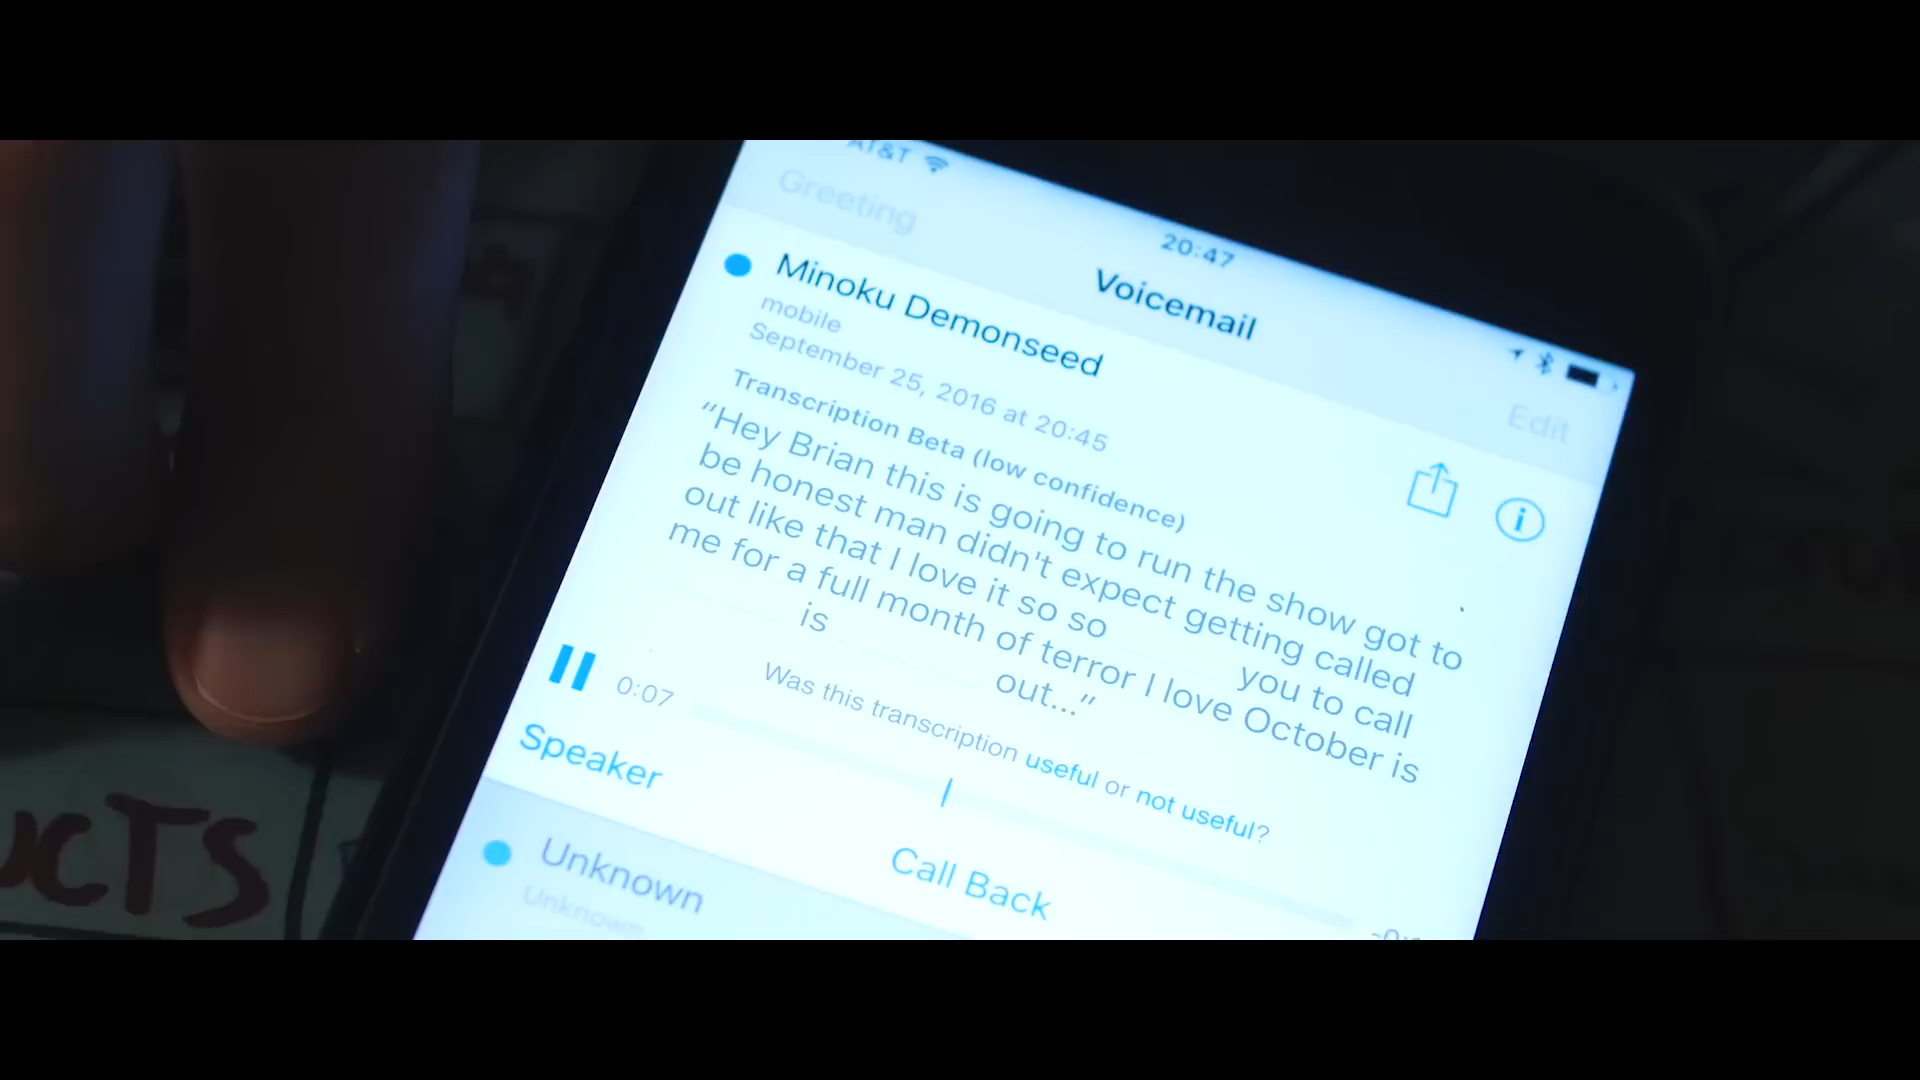 AT&T
20:47
Greeting
Voicemail
Edit
Minoku Demonseed
mobile
September 25, 2016 at 20:45
Transcription Beta (low confidence)
“Hey Brian this is going to run the show got to
be honest man didn't expect getting called
out like that I love it so so you to call
me for a full month of terror I love October is
is out...”
Was this transcription useful or not useful?
0:07
Speaker
Call Back
Unknown
Unknown
UCTS